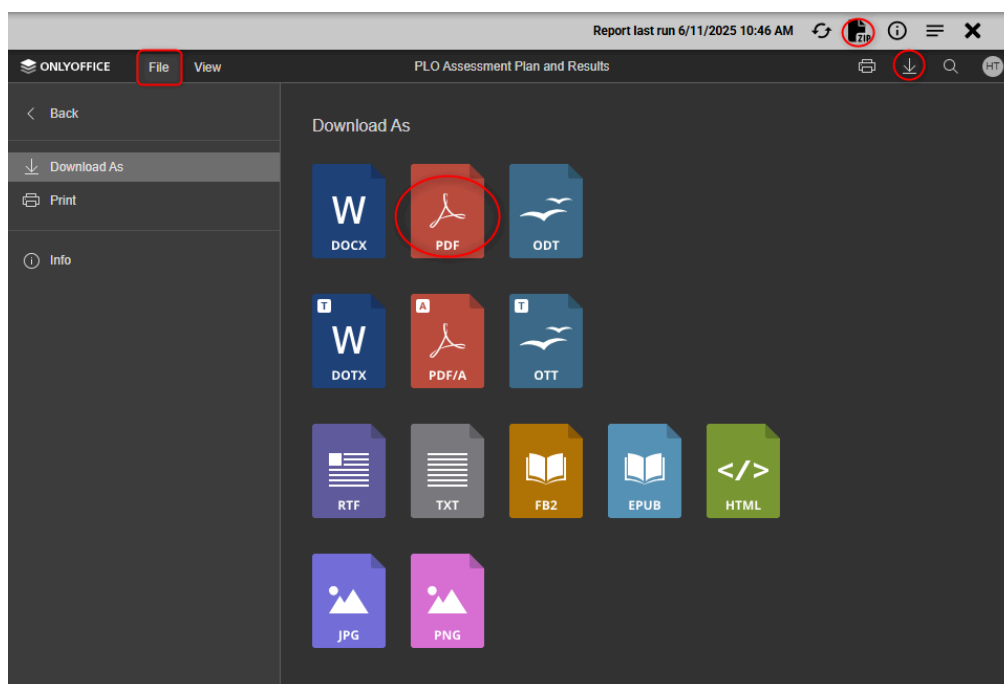 Report last run 6/11/2025 10:46 AM
ZIP
ONLYOFFICE File View PLO Assessment Plan and Results HT
Back
Download As
Print
Info
Download As
W DOCX
PDF
ODT
T W DOTX
A PDF/A
T OTT
RTF
TXT
FB2
EPUB
</> HTML
JPG
PNG